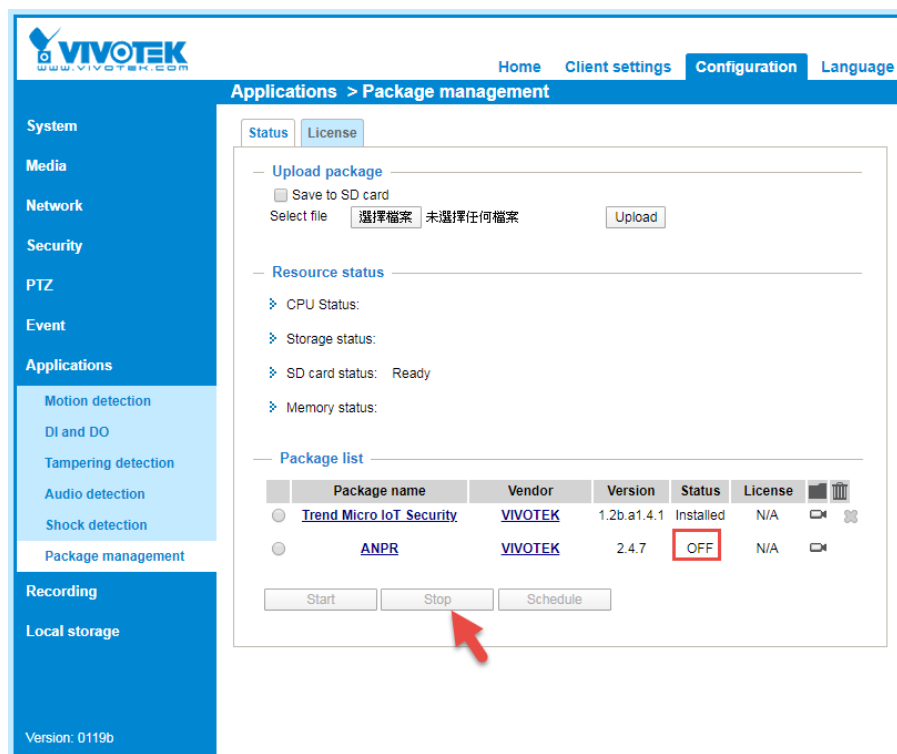 VIVOTEK
www.vivotek.com
Home Client settings Configuration Language
Applications > Package management
System
Media
Network
Security
PTZ
Event
Applications
Motion detection
DI and DO
Tampering detection
Audio detection
Shock detection
Package management
Recording
Local storage
Version: 0119b
Status License
Upload package
Save to SD card
Select file 選擇檔案 未選擇任何檔案 Upload
Resource status
CPU Status:
Storage status:
SD card status: Ready
Memory status:
Package list
Package name Vendor Version Status License
Trend Micro IoT Security VIVOTEK 1.2b.a1.4.1 Installed N/A
ANPR VIVOTEK 2.4.7 OFF N/A
Start Stop Schedule